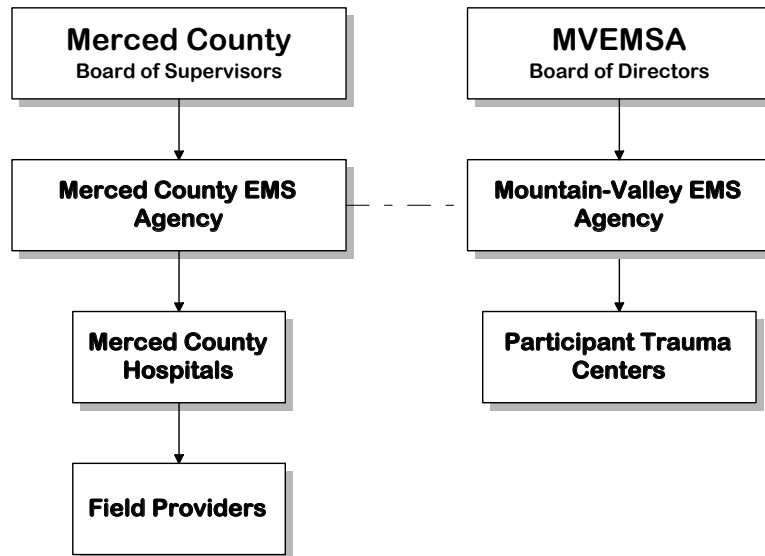 Merced County
Board of Supervisors
MVEMSA
Board of Directors
Merced County EMS
Agency
Mountain-Valley EMS
Agency
Merced County
Hospitals
Participant Trauma
Centers
Field Providers